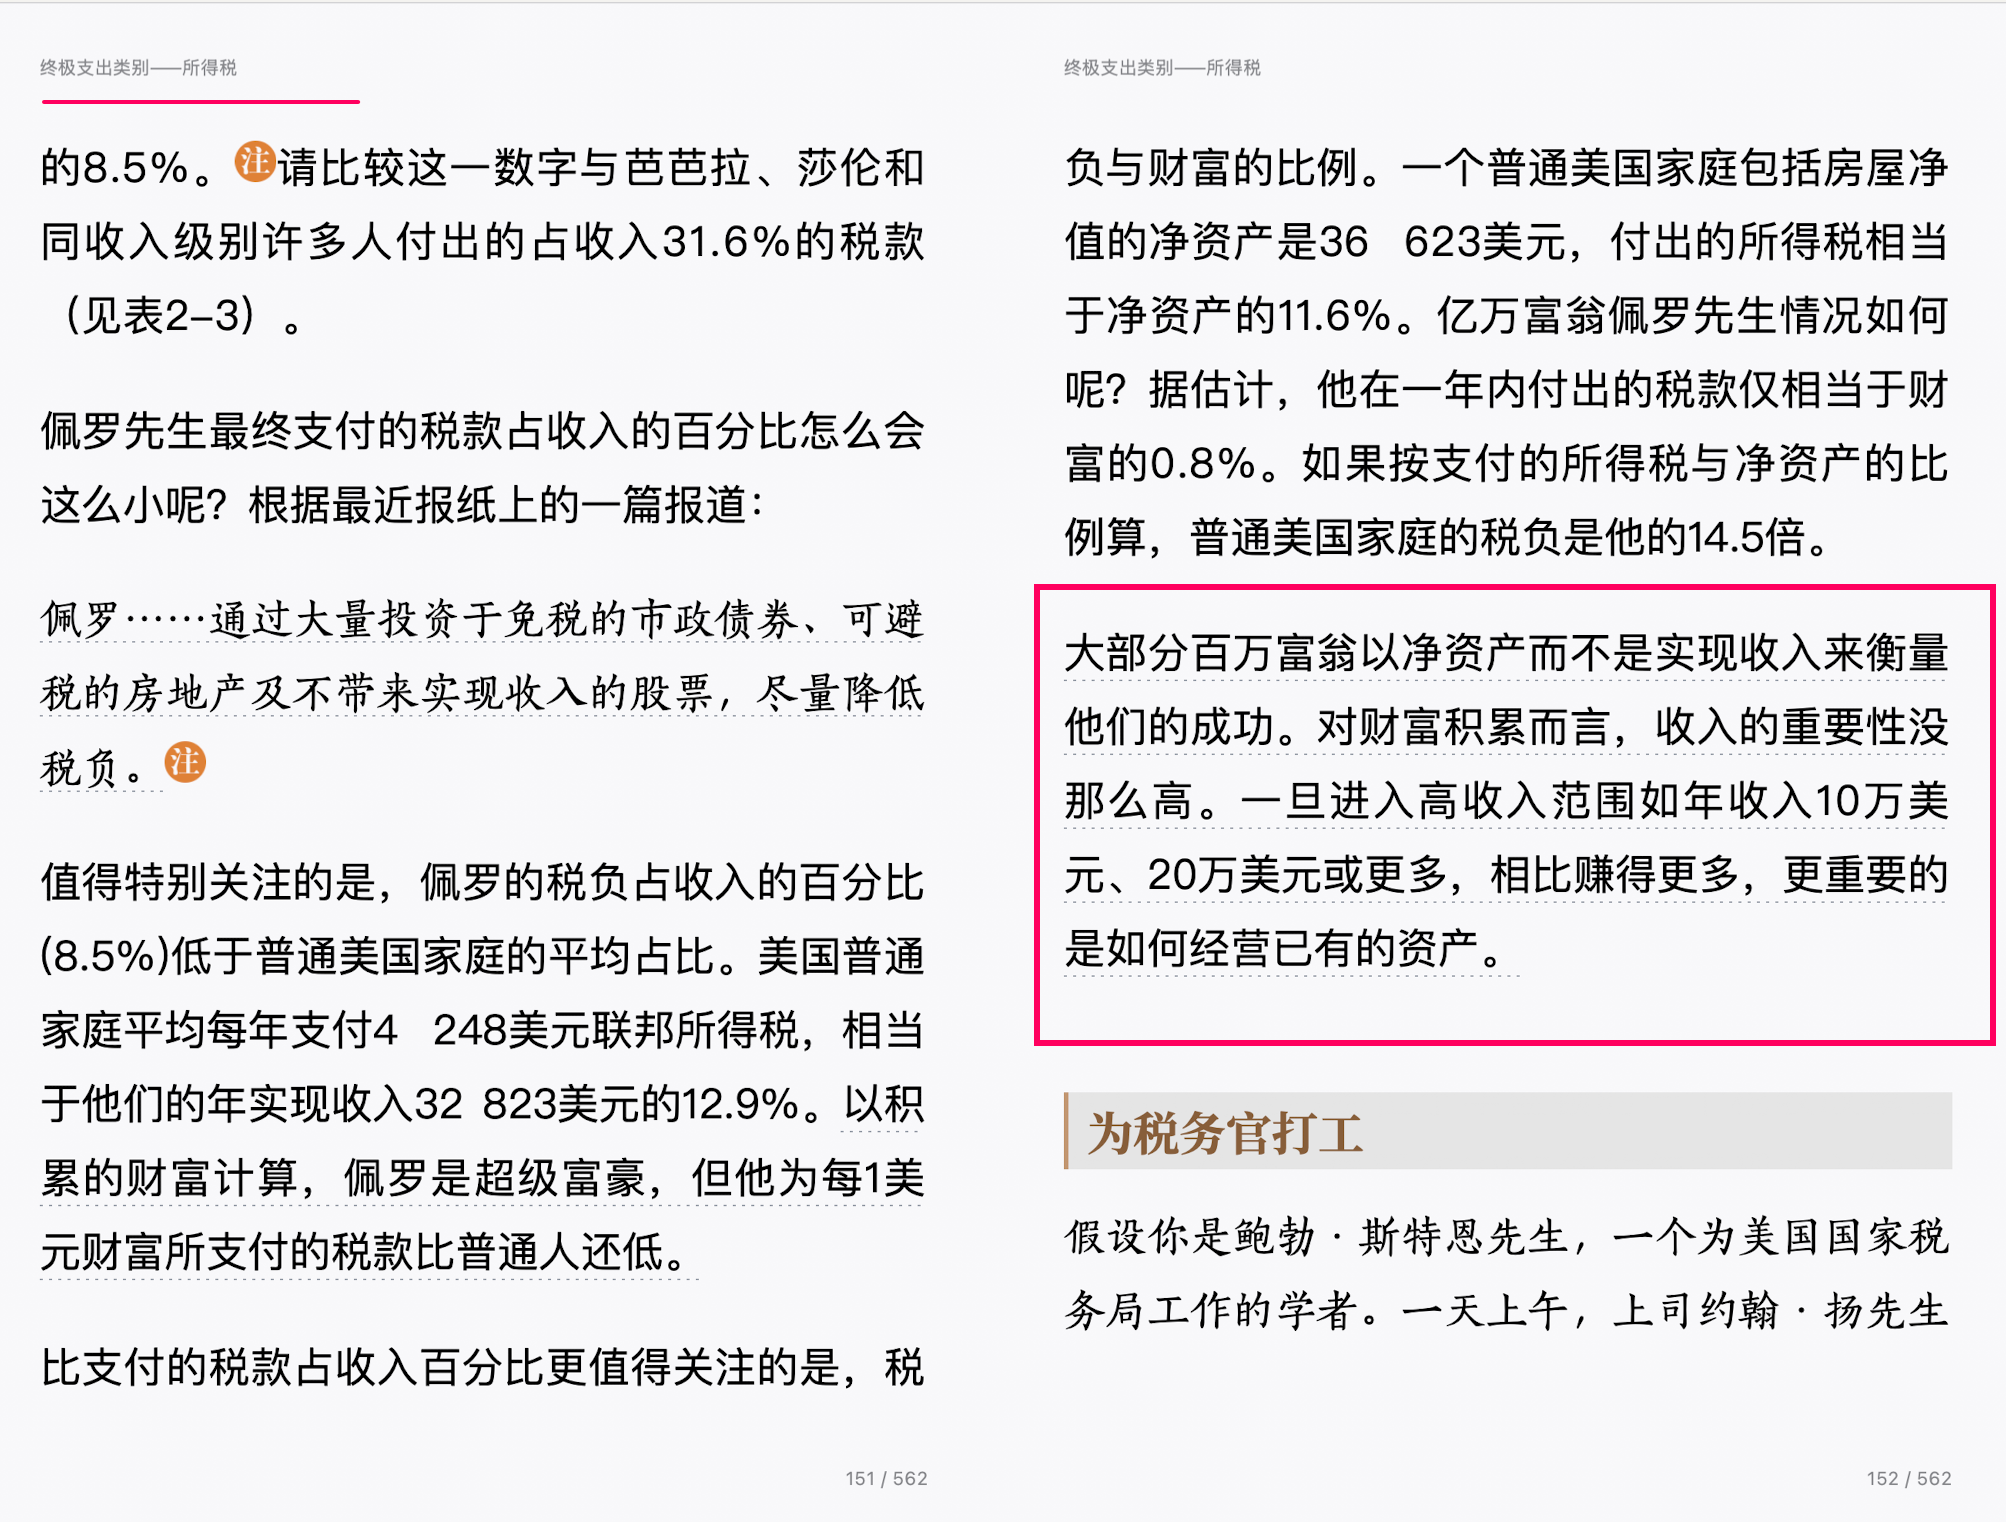 终极支出类别——所得税
的8.5%。注请比较这一数字与芭芭拉、莎伦和
同收入级别许多人付出的占收入31.6%的税款
（见表2-3）。
佩罗先生最终支付的税款占收入的百分比怎么会
这么小呢？根据最近报纸上的一篇报道：
佩罗……通过大量投资于免税的市政债券、可避
税的房地产及不带来实现收入的股票，尽量降低
税负。注
值得特别关注的是，佩罗的税负占收入的百分比
(8.5%)低于普通美国家庭的平均占比。美国普通
家庭平均每年支付4 248美元联邦所得税，相当
于他们的年实现收入32 823美元的12.9%。以积
累的财富计算，佩罗是超级富豪，但他为每1美
元财富所支付的税款比普通人还低。
比支付的税款占收入百分比更值得关注的是，税
151 / 562
终极支出类别——所得税
负与财富的比例。一个普通美国家庭包括房屋净
值的净资产是36 623美元，付出的所得税相当
于净资产的11.6%。亿万富翁佩罗先生情况如何
呢？据估计，他在一年内付出的税款仅相当于财
富的0.8%。如果按支付的所得税与净资产的比
例算，普通美国家庭的税负是他的14.5倍。
大部分百万富翁以净资产而不是实现收入来衡量
他们的成功。对财富积累而言，收入的重要性没
那么高。一旦进入高收入范围如年收入10万美
元、20万美元或更多，相比赚得更多，更重要的
是如何经营已有的资产。
为税务官打工
假设你是鲍勃·斯特恩先生，一个为美国国家税
务局工作的学者。一天上午，上司约翰·扬先生
152 / 562